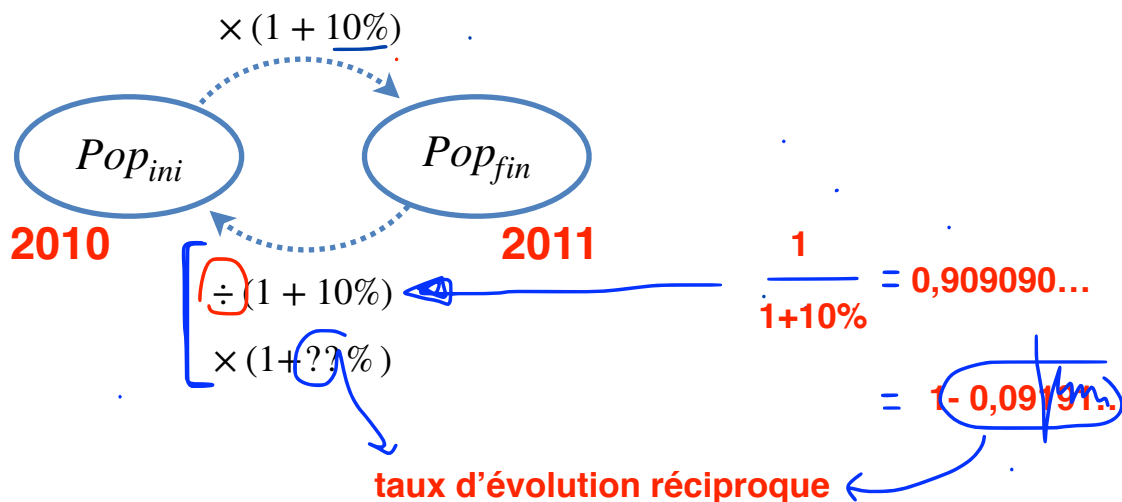 × (1 + 10%)
Pop_ini
Pop_fin
2010
2011
÷ (1 + 10%)
1
1+10%
= 0,909090...
× (1+??%)
= 1- 0,09191..
taux d'évolution réciproque